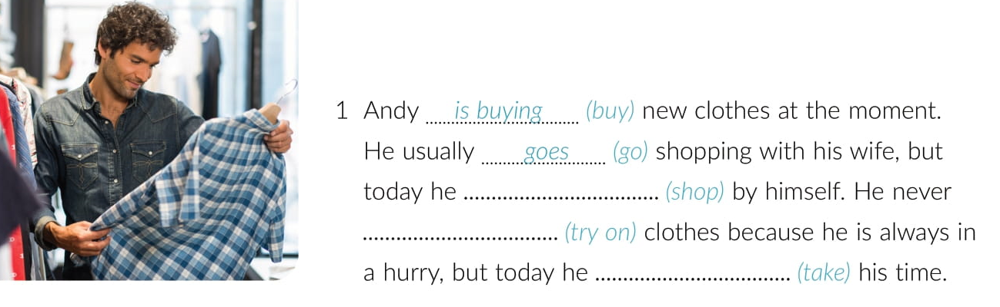 1 Andy ...is buying... (buy) new clothes at the moment.
He usually ...goes... (go) shopping with his wife, but
today he .................................. (shop) by himself. He never
.................................. (try on) clothes because he is always in
a hurry, but today he .................................. (take) his time.